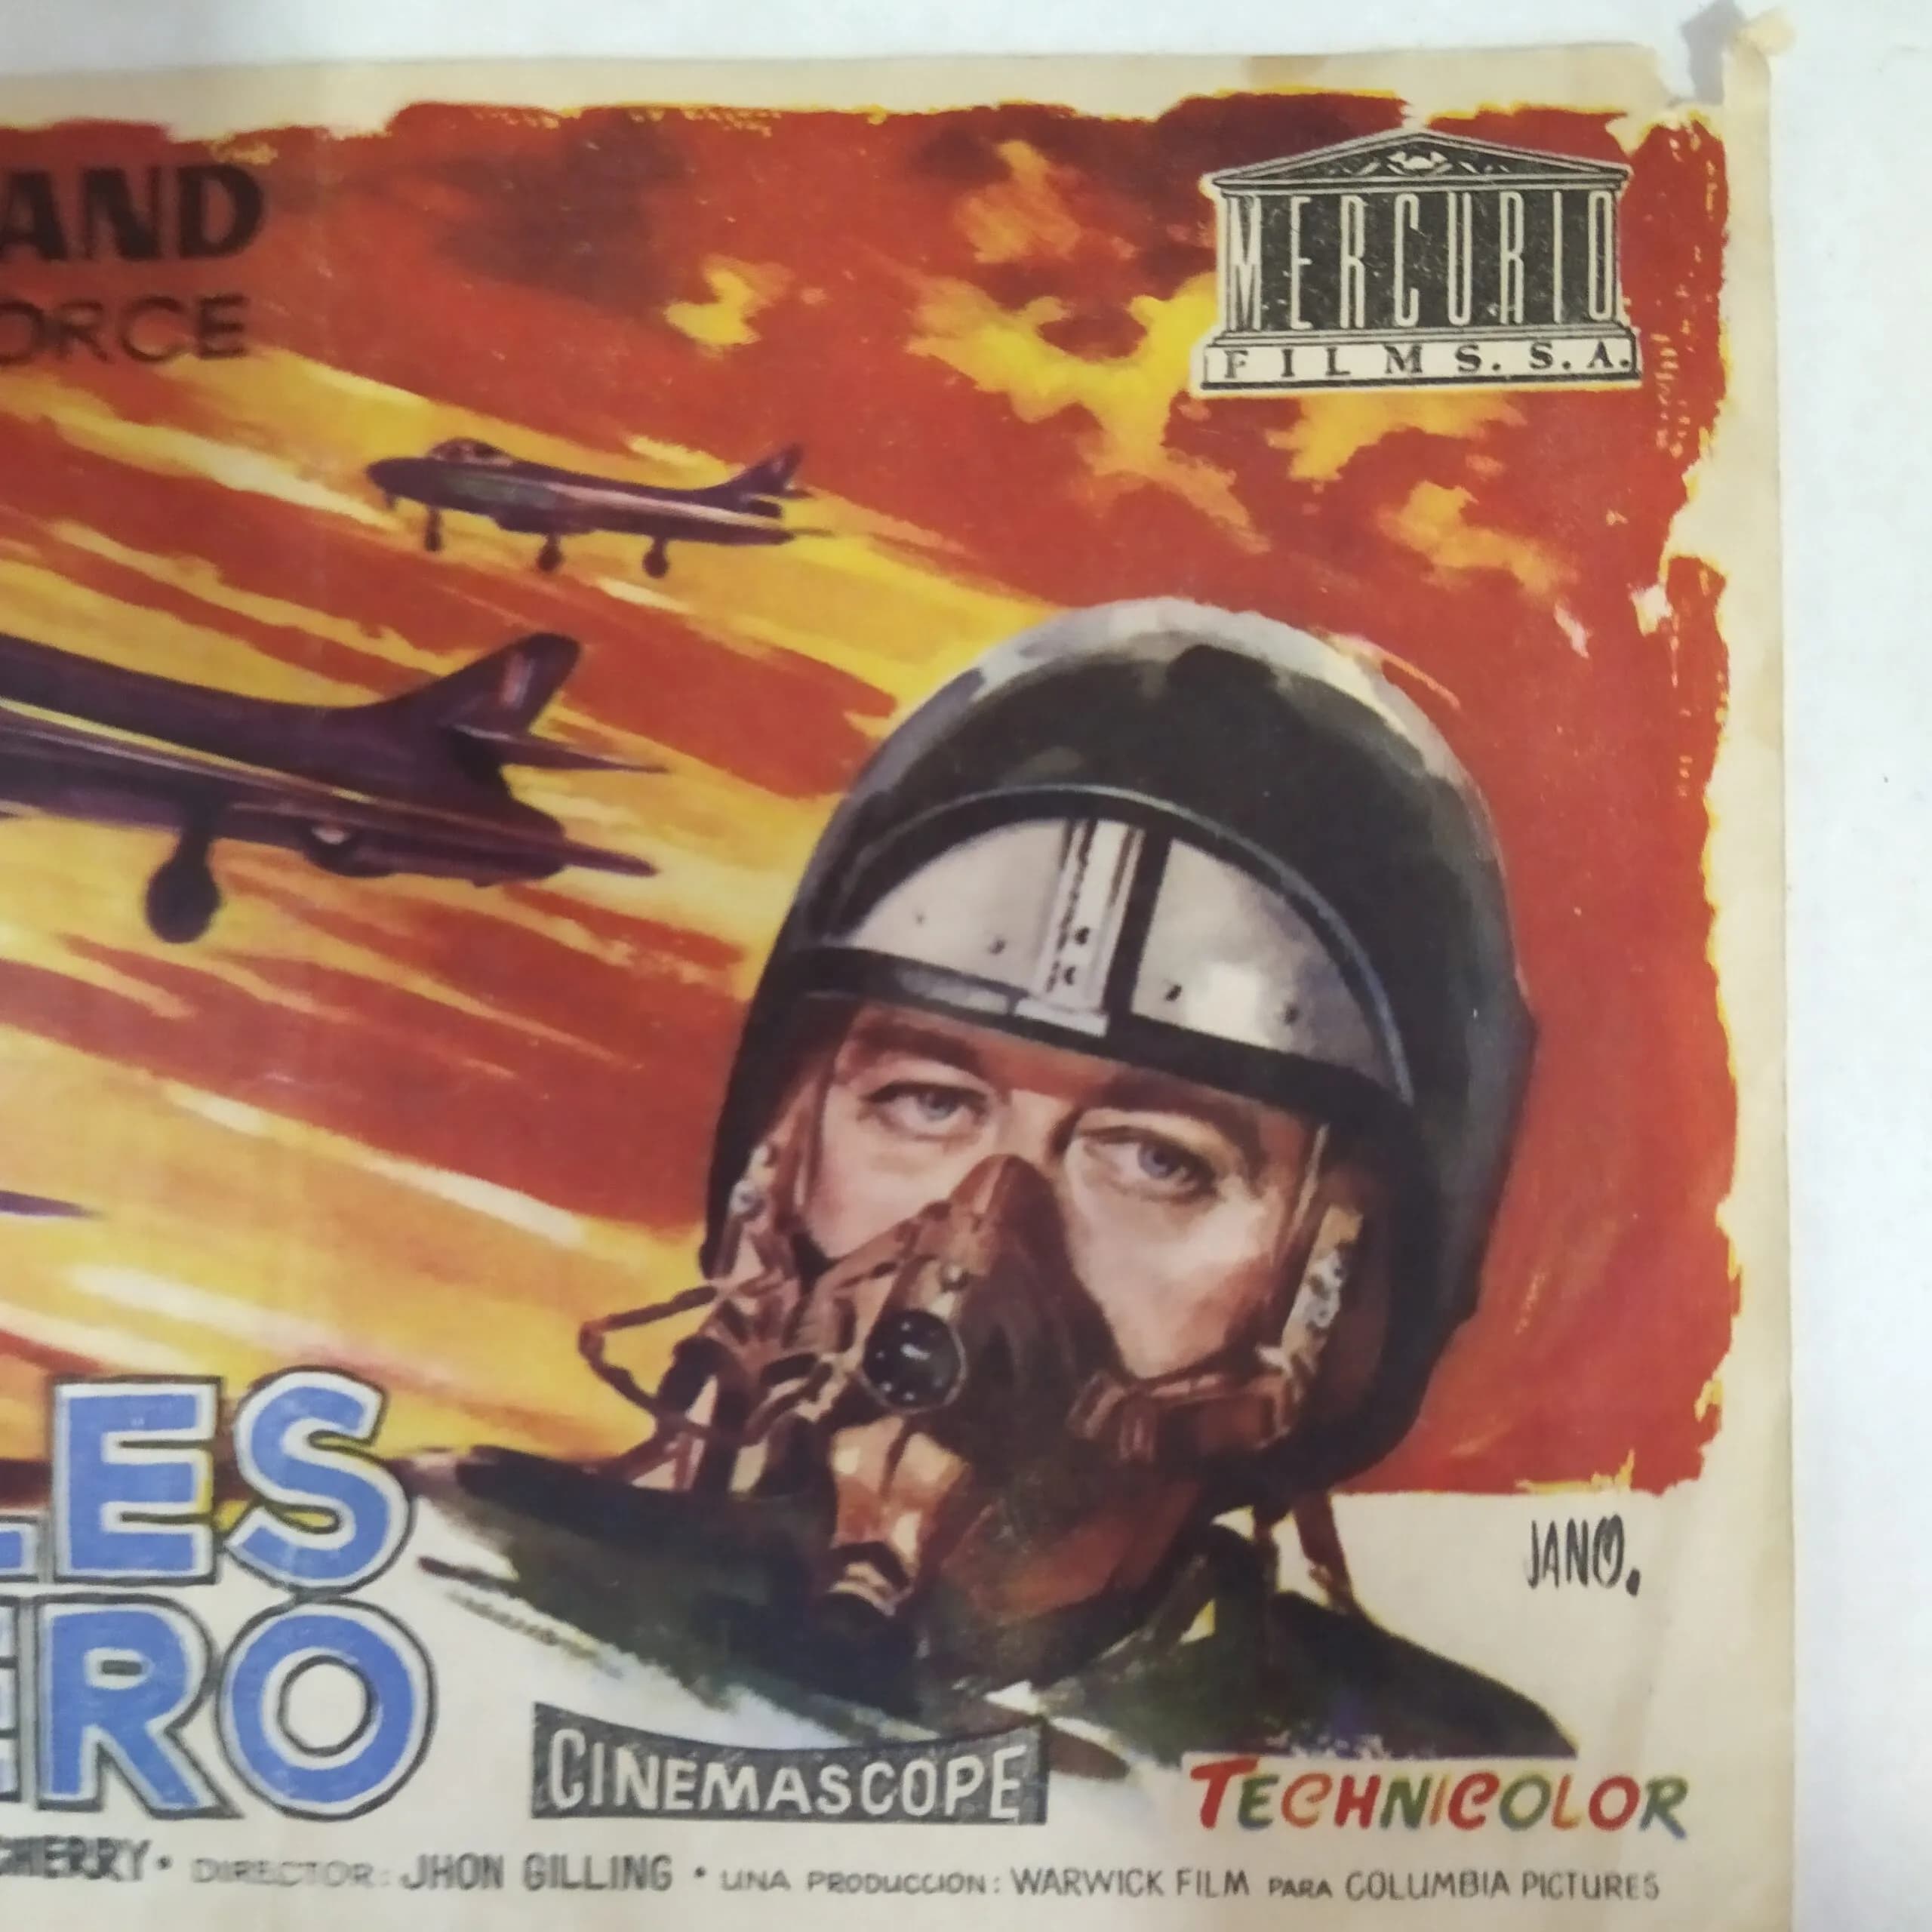 AND
ORCE
MERCURIO
FILMS. S.A.
LES
ERO
JANO.
CINEMASCOPE
TECHNICOLOR
CHERRY • DIRECTOR: JHON GILLING • UNA PRODUCCION: WARWICK FILM PARA COLUMBIA PICTURES